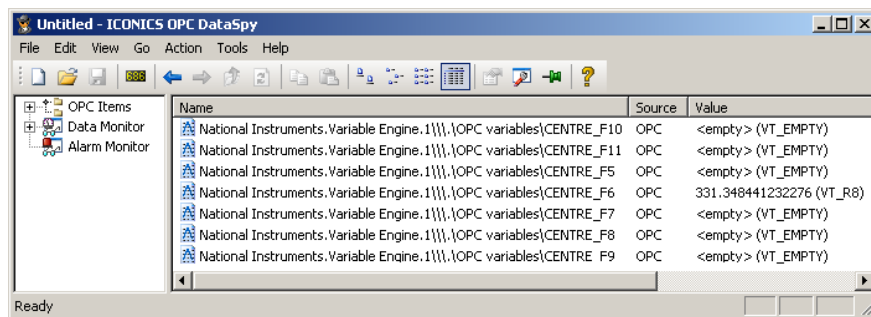 Untitled - ICONICS OPC DataSpy
File Edit View Go Action Tools Help
OPC Items
Data Monitor
Alarm Monitor
Name Source Value
National Instruments.Variable Engine.1\\\.\OPC variables\CENTRE_F10 OPC <empty> (VT_EMPTY)
National Instruments.Variable Engine.1\\\.\OPC variables\CENTRE_F11 OPC <empty> (VT_EMPTY)
National Instruments.Variable Engine.1\\\.\OPC variables\CENTRE_F5 OPC <empty> (VT_EMPTY)
National Instruments.Variable Engine.1\\\.\OPC variables\CENTRE_F6 OPC 331.348441232276 (VT_R8)
National Instruments.Variable Engine.1\\\.\OPC variables\CENTRE_F7 OPC <empty> (VT_EMPTY)
National Instruments.Variable Engine.1\\\.\OPC variables\CENTRE_F8 OPC <empty> (VT_EMPTY)
National Instruments.Variable Engine.1\\\.\OPC variables\CENTRE F9 OPC <empty> (VT_EMPTY)
Ready